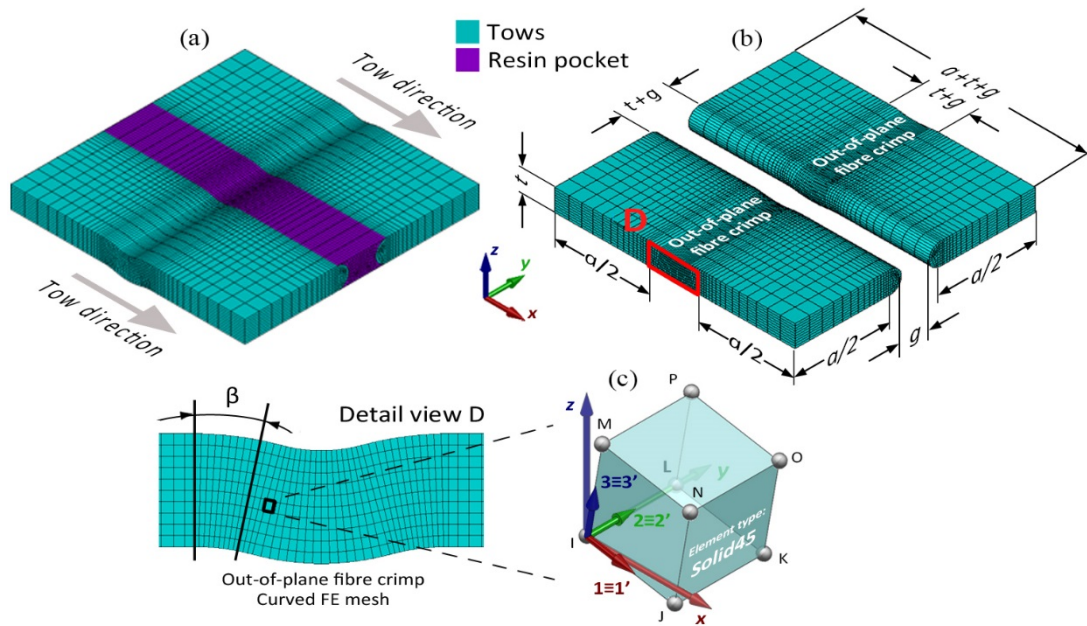 (a)
Tows
Resin pocket
(b)
Tow direction
Tow direction
z
y
x
t+g
a+t+g
t+g
t
Out-of-plane
fibre crimp
Out-of-plane
fibre crimp
D
a/2
a/2
a/2
g
a/2
β
Detail view D
Out-of-plane fibre crimp
Curved FE mesh
(c)
z
P
M
O
L
y
N
3≡3’
2≡2’
I
Element type:
Solid45
K
1≡1’
J
x